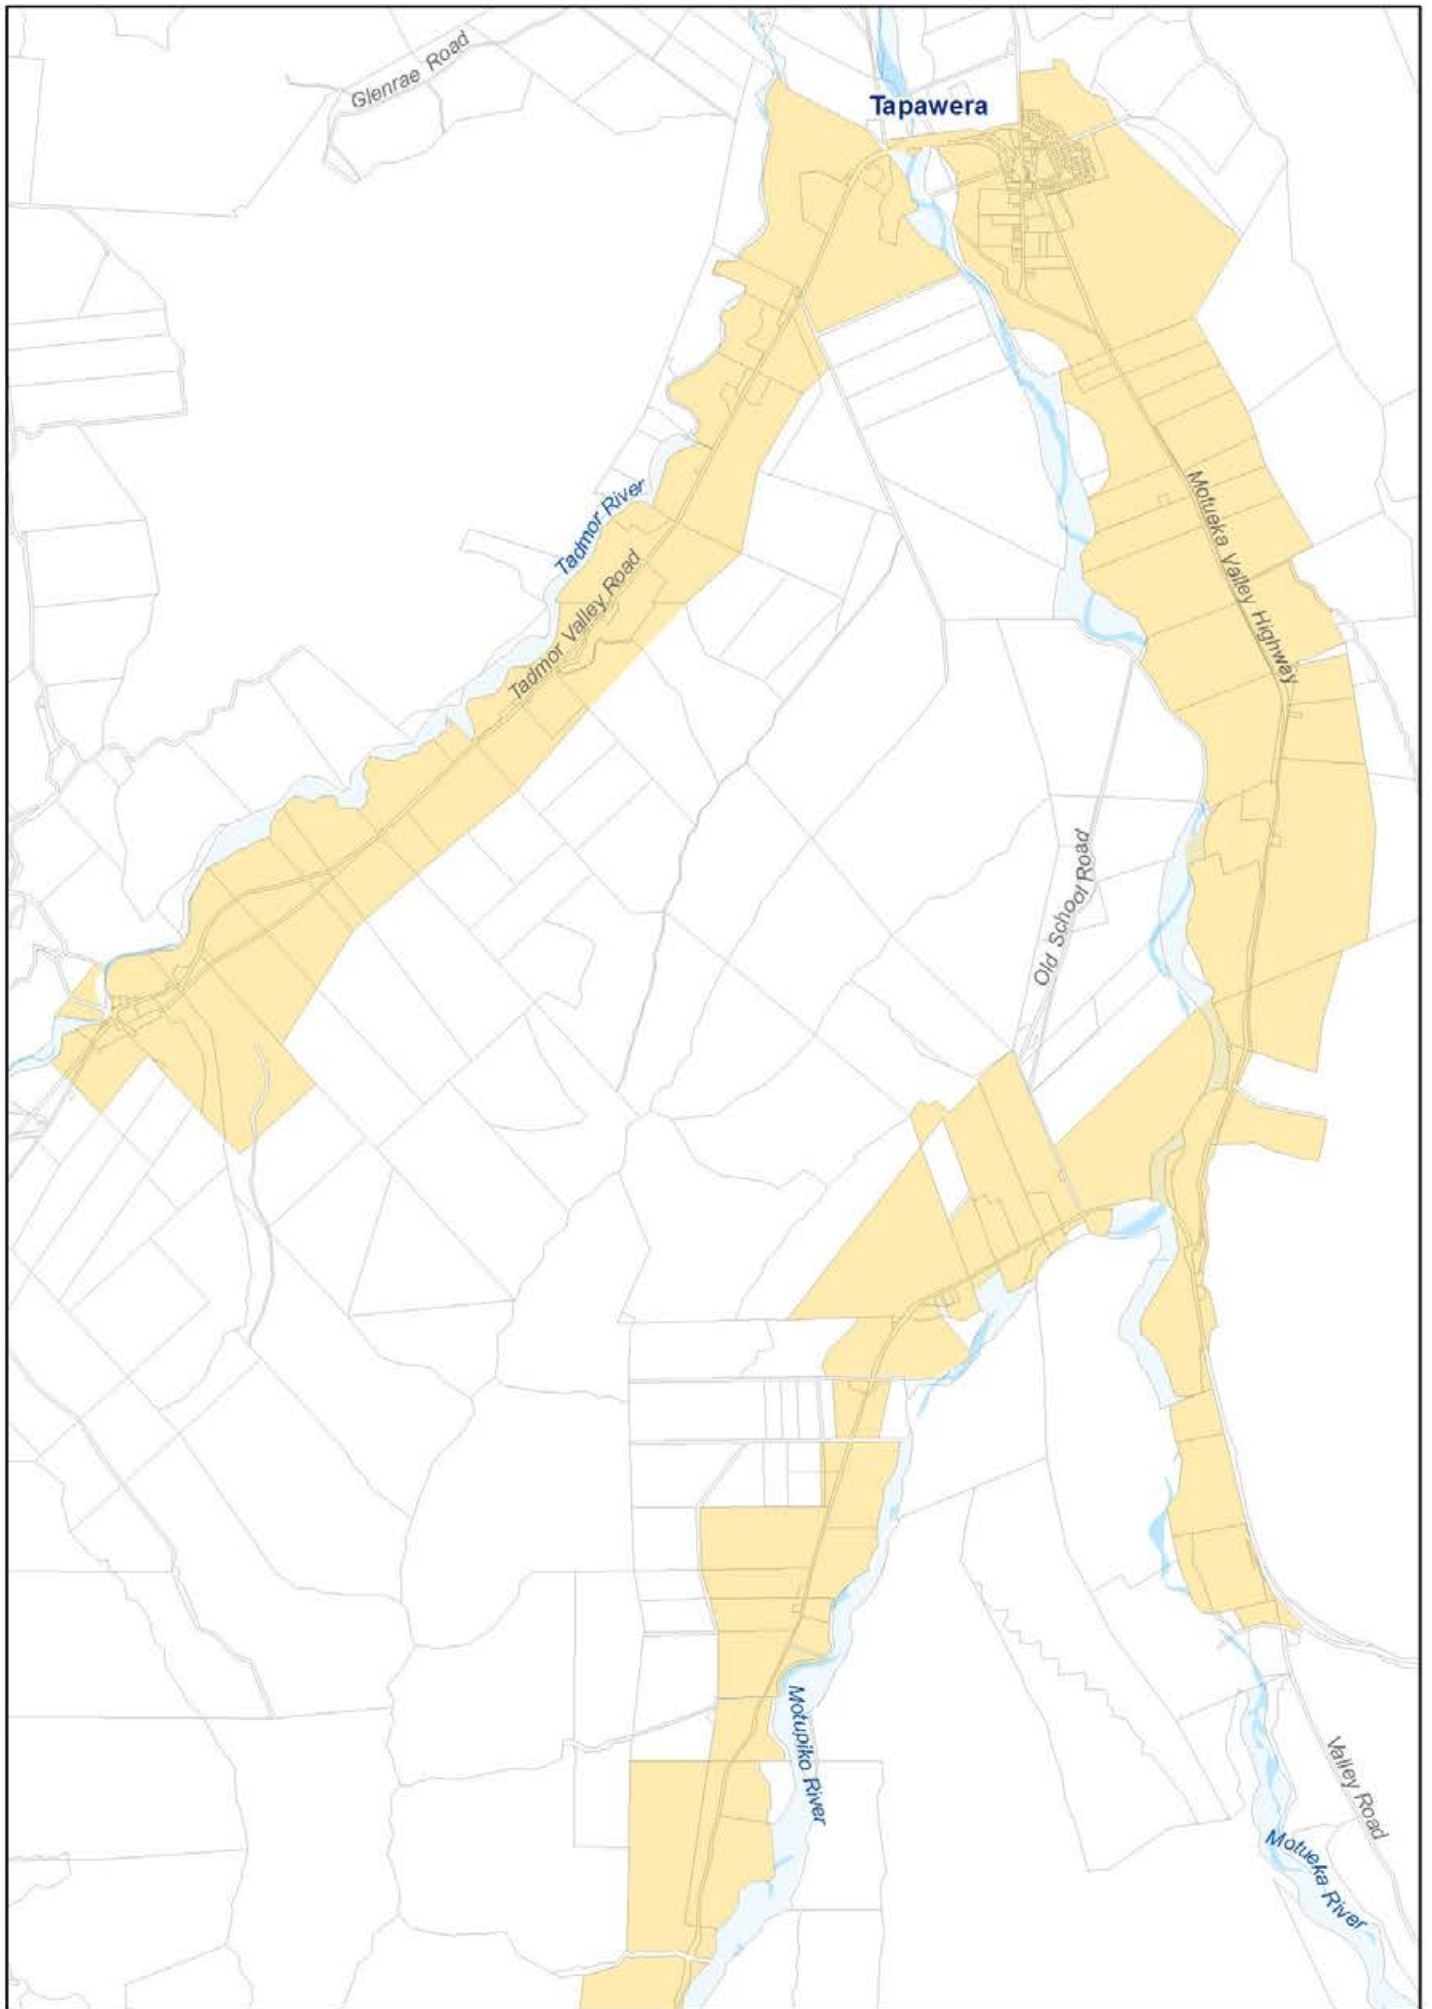 Glenrae Road
Tapawera
Tadmor River
Tadmor Valley Road
Motueka Valley Highway
Old School Road
Motupiko River
Valley Road
Motueka River